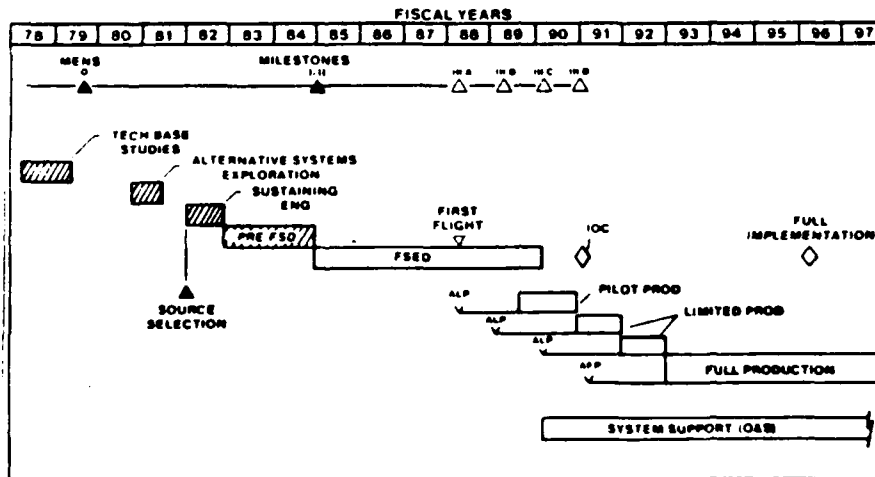 FISCAL YEARS
78 79 80 81 82 83 84 85 86 87 88 89 90 91 92 93 94 95 96 97
MENS
0
MILESTONES
I-II
III A
III B
III C
III D
TECH BASE
STUDIES
ALTERNATIVE SYSTEMS
EXPLORATION
SUSTAINING
ENG
PRE FSD
FIRST
FLIGHT
FSED
IOC
FULL
IMPLEMENTATION
SOURCE
SELECTION
ALP
PILOT PROD
ALP
LIMITED PROD
ALP
FULL PRODUCTION
SYSTEM SUPPORT (O&S)